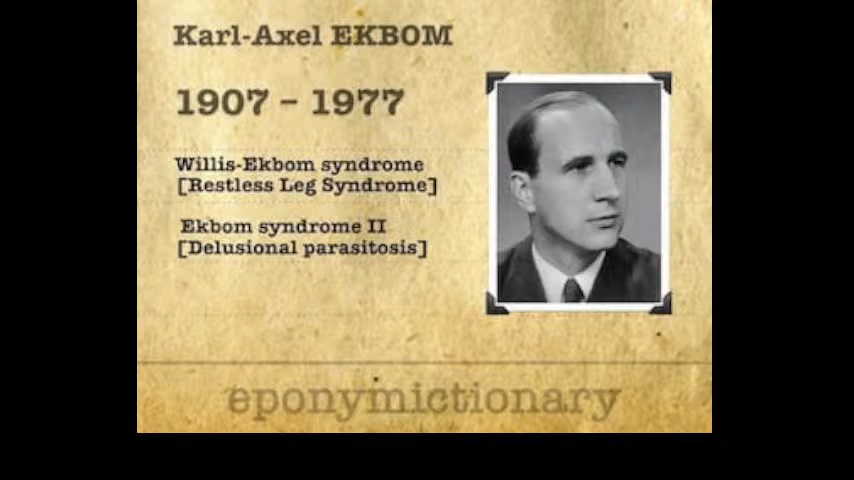 Karl-Axel EKBOM
1907 - 1977
Willis-Ekbom syndrome
[Restless Leg Syndrome]
Ekbom syndrome II
[Delusional parasitosis]
eponymictionary